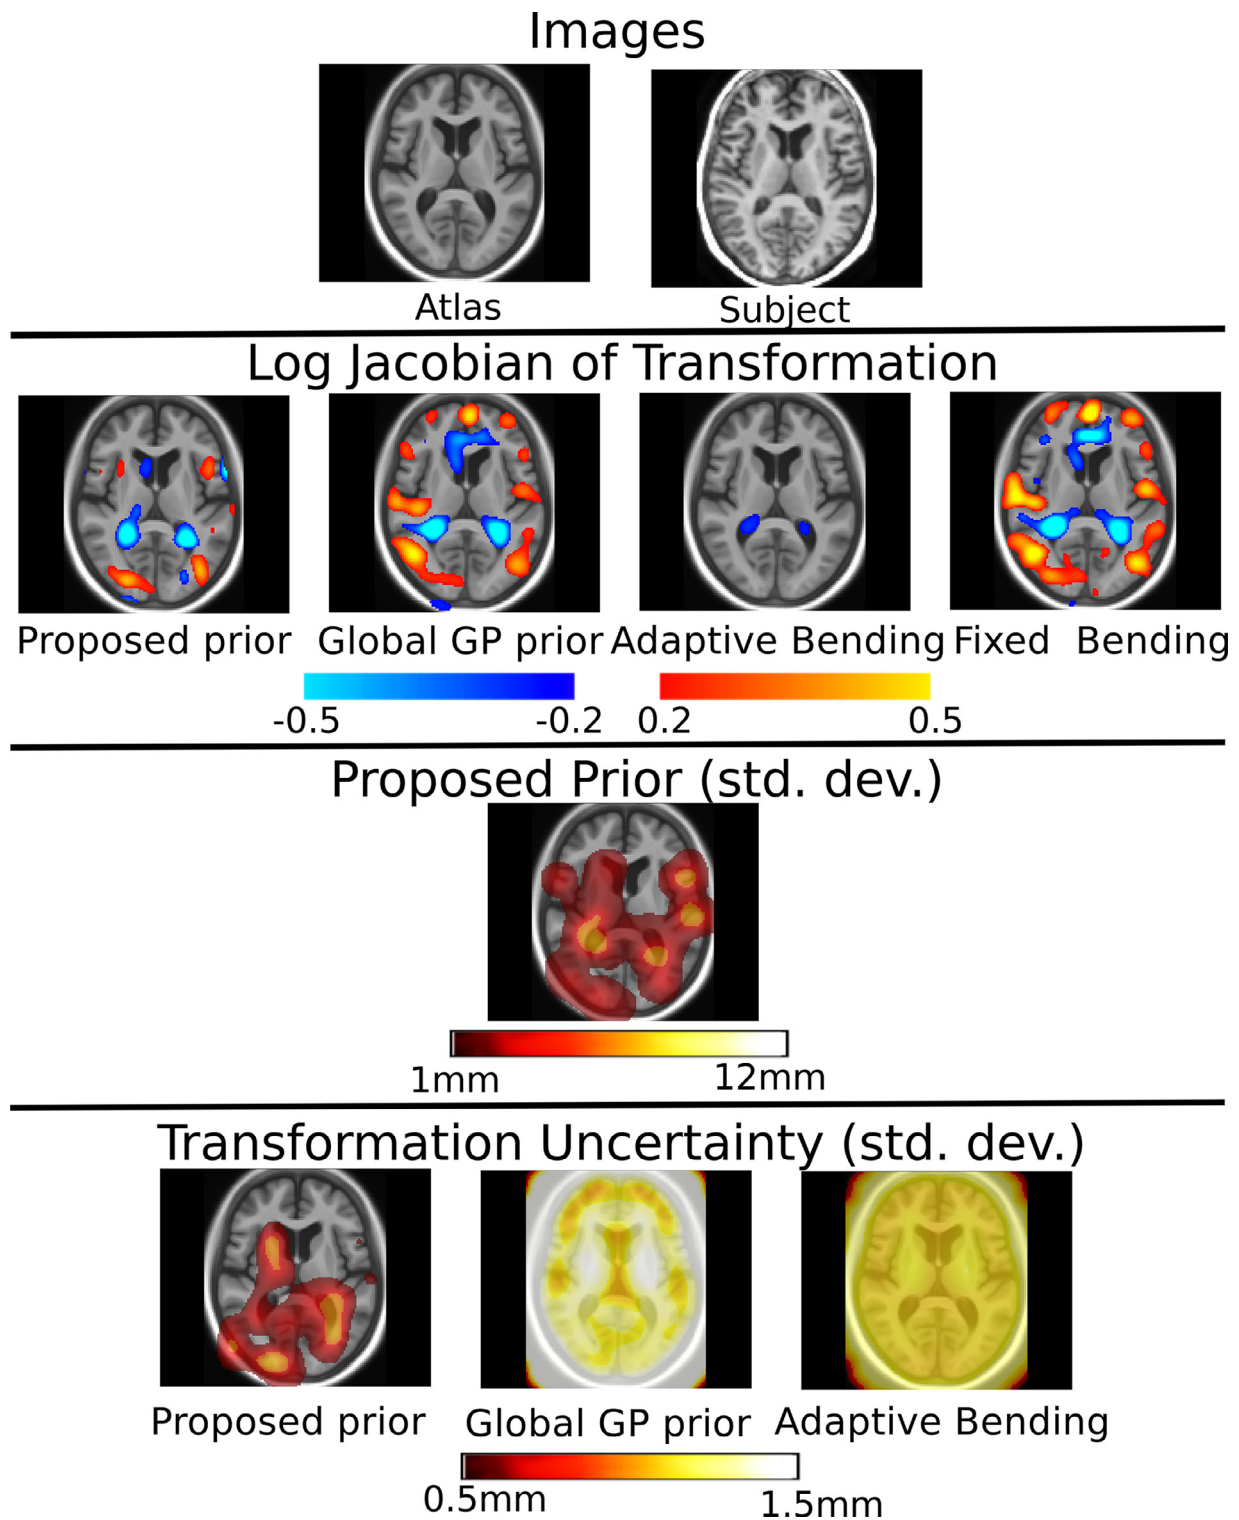 Images
Atlas
Subject
Log Jacobian of Transformation
Proposed prior
Global GP prior
Adaptive Bending
Fixed Bending
-0.5
-0.2
0.2
0.5
Proposed Prior (std. dev.)
1mm
12mm
Transformation Uncertainty (std. dev.)
Proposed prior
Global GP prior
Adaptive Bending
0.5mm
1.5mm